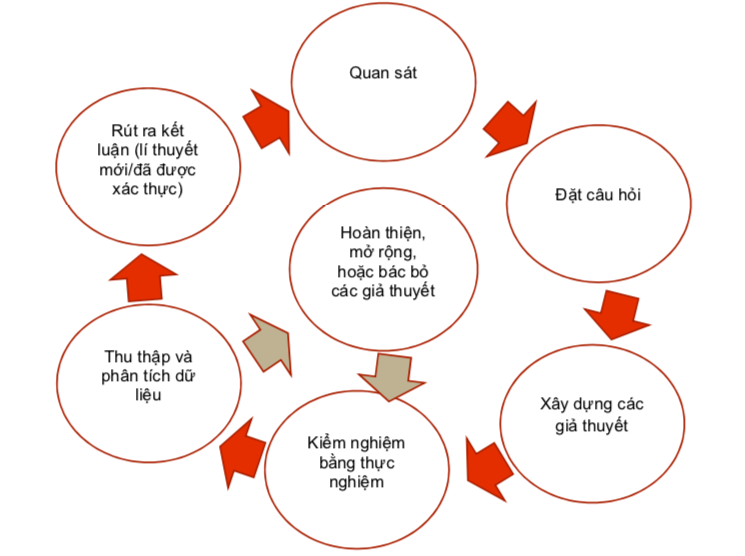 Quan sát
Đặt câu hỏi
Xây dựng các
giả thuyết
Kiểm nghiệm
bằng thực
nghiệm
Thu thập và
phân tích dữ
liệu
Rút ra kết
luận (lí thuyết
mới/đã được
xác thực)
Hoàn thiện,
mở rộng,
hoặc bác bỏ
các giả thuyết